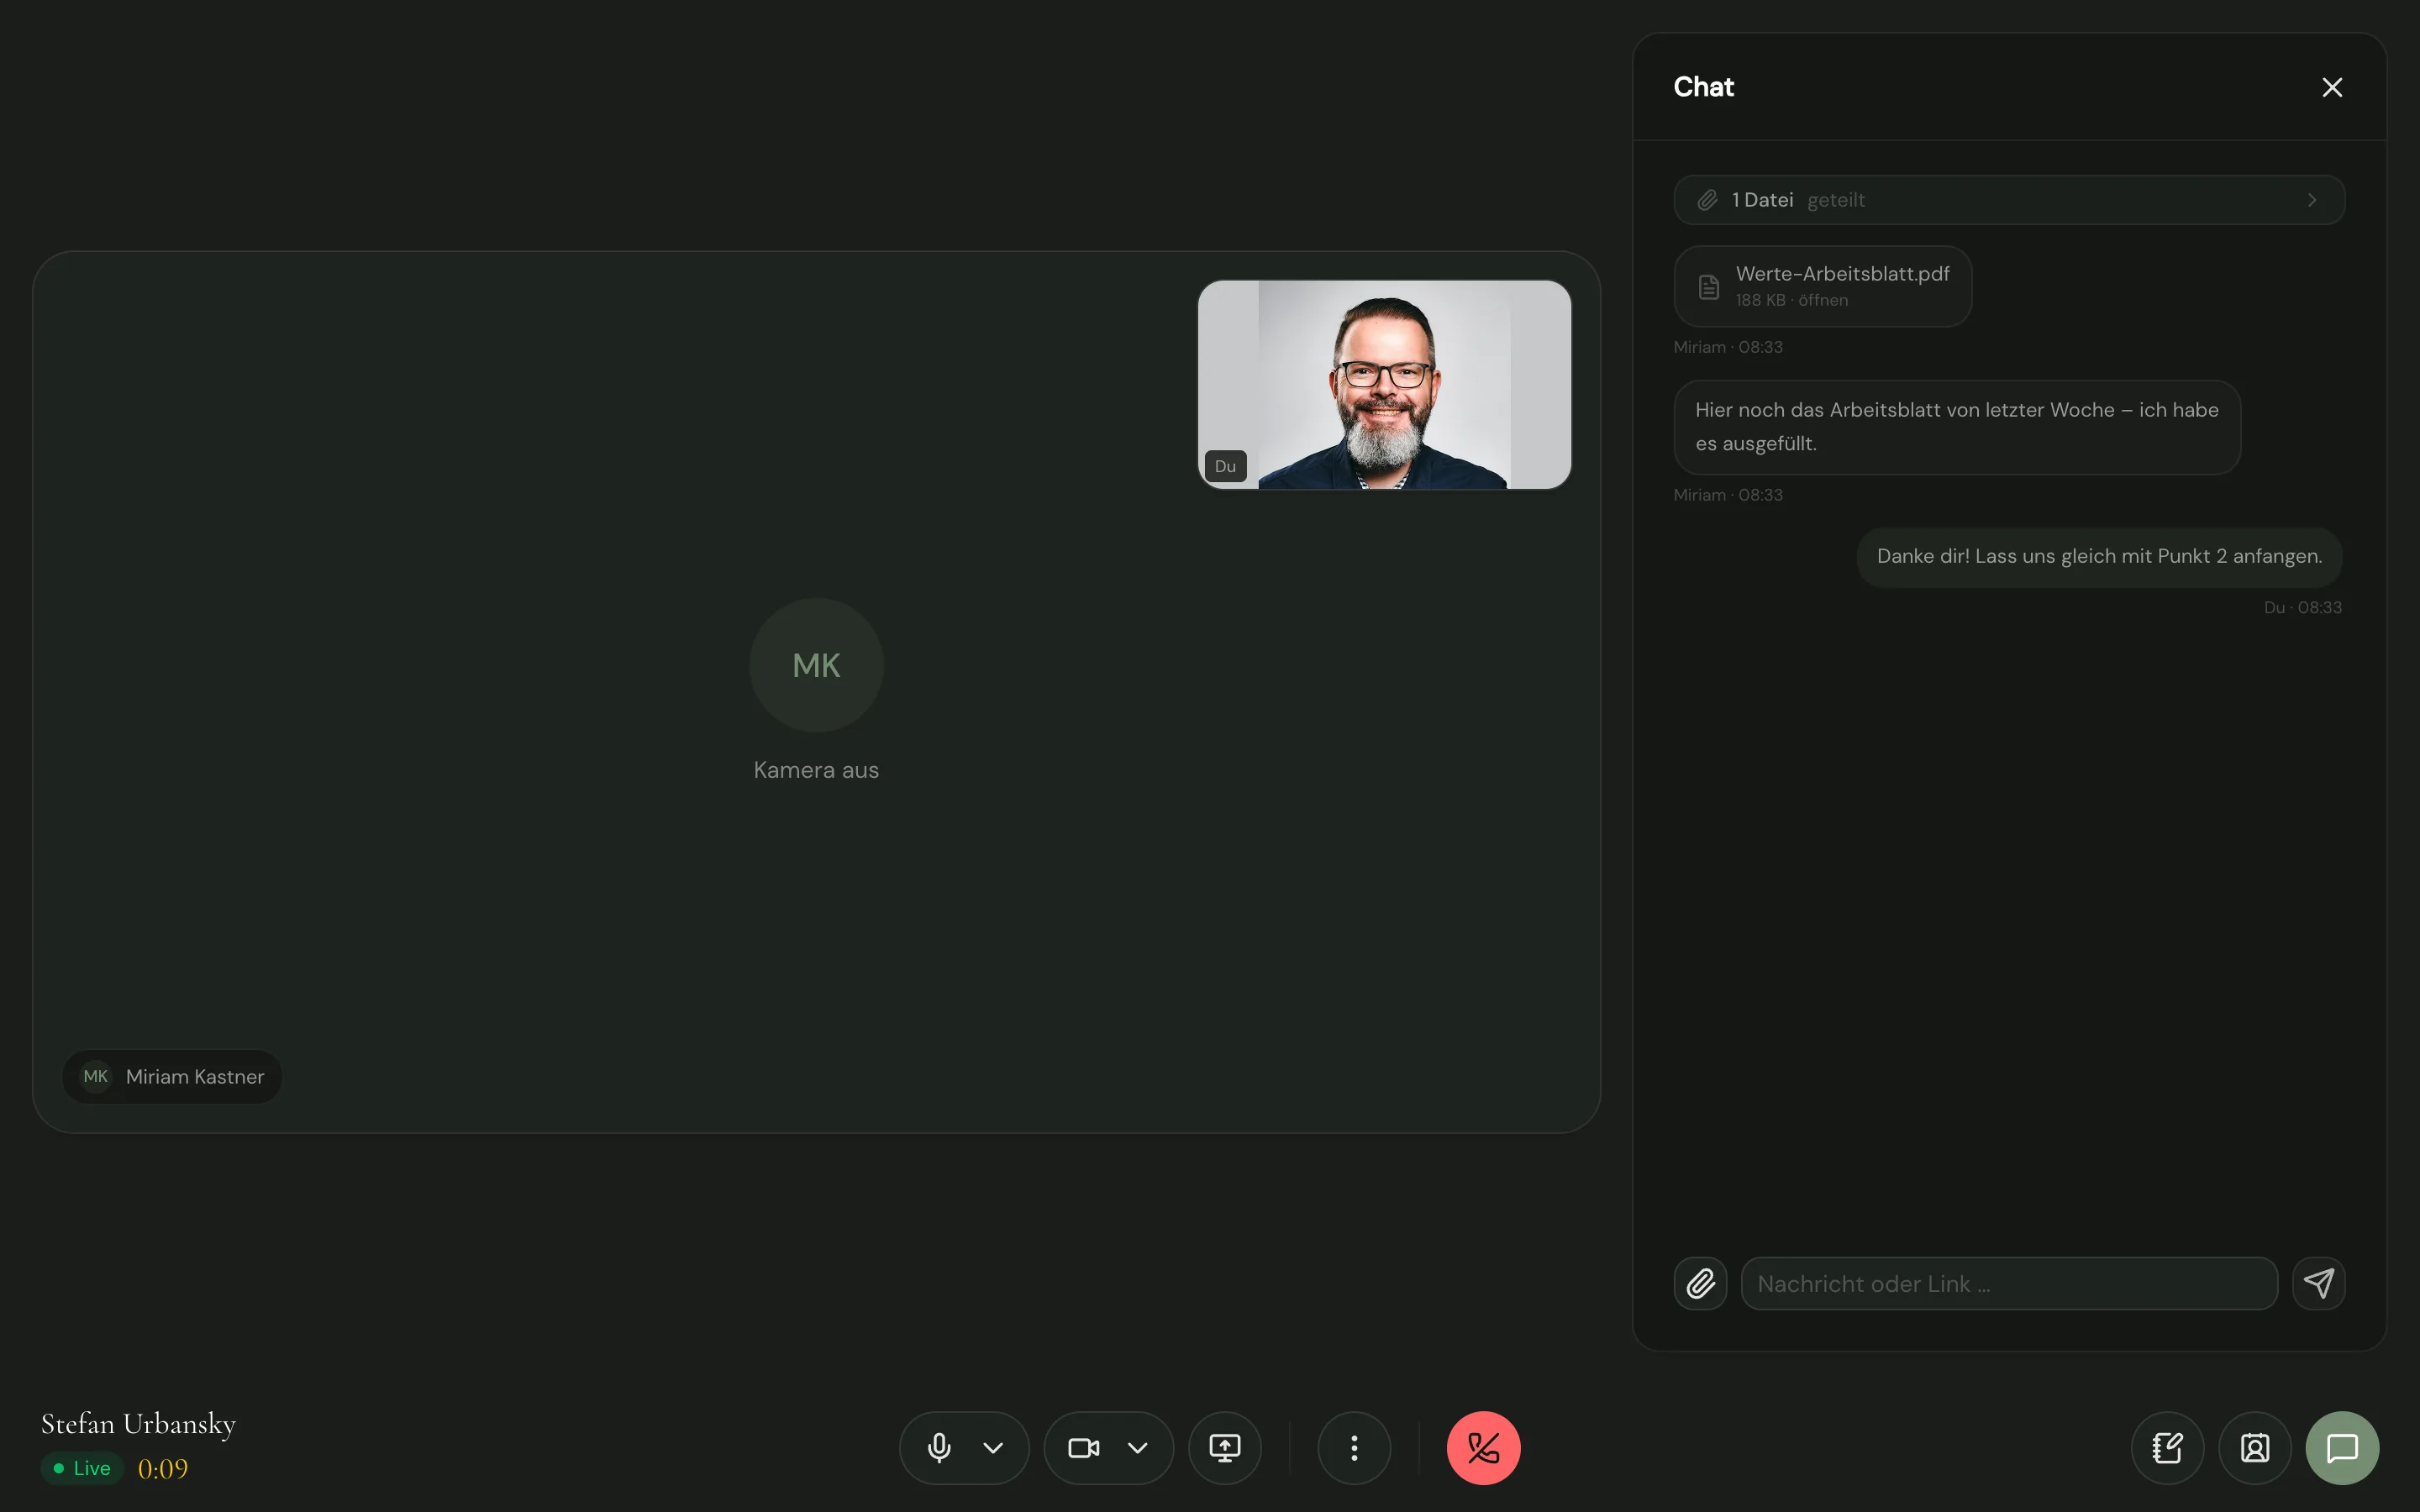 Chat
1 Datei geteilt
Werte-Arbeitsblatt.pdf
188 KB · öffnen
Miriam · 08:33
Hier noch das Arbeitsblatt von letzter Woche – ich habe
es ausgefüllt.
Miriam · 08:33
Danke dir! Lass uns gleich mit Punkt 2 anfangen.
Du · 08:33
Nachricht oder Link ...
Du
MK
Kamera aus
MK Miriam Kastner
Stefan Urbansky
Live 0:09